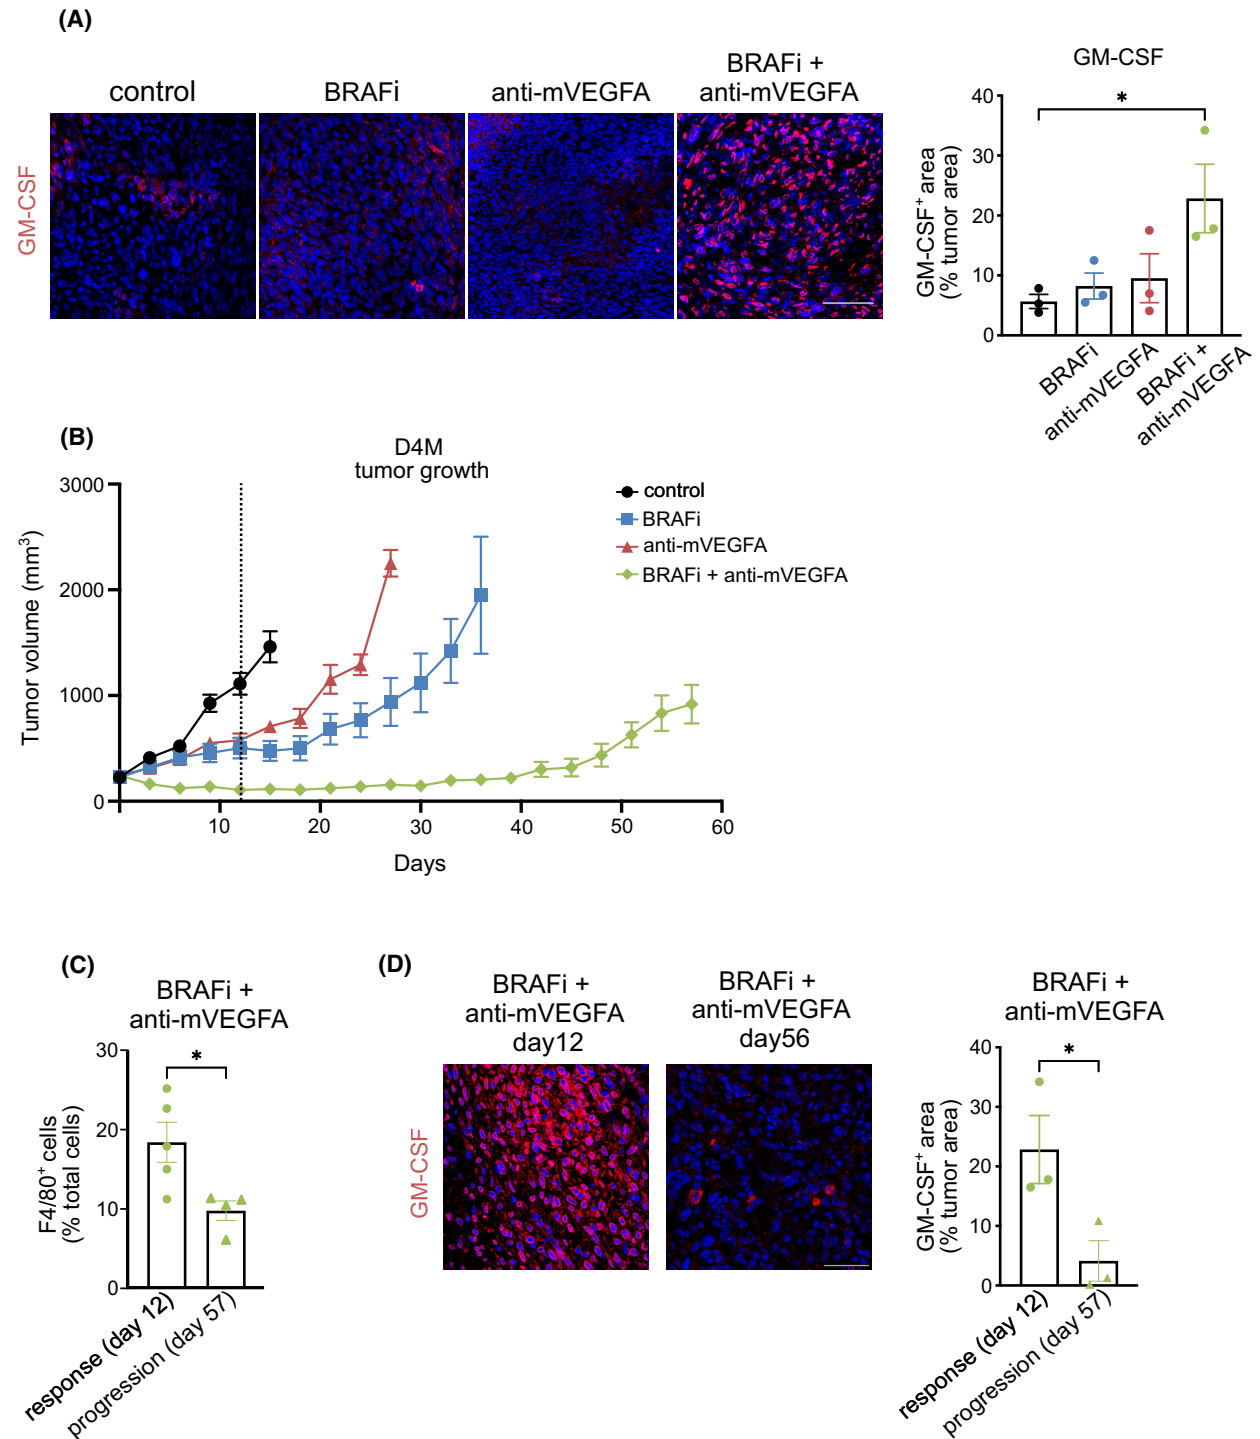 (A)
control
BRAFi
anti-mVEGFA
BRAFi +
anti-mVEGFA
GM-CSF
GM-CSF
GM-CSF⁺ area
(% tumor area)
40
30
20
10
0
*
BRAFi
anti-mVEGFA
BRAFi +
anti-mVEGFA
(B)
D4M
tumor growth
Tumor volume (mm³)
3000
2000
1000
0
10
20
30
40
50
60
Days
control
BRAFi
anti-mVEGFA
BRAFi + anti-mVEGFA
(C)
BRAFi +
anti-mVEGFA
F4/80⁺ cells
(% total cells)
30
20
10
0
*
response (day 12)
progression (day 57)
(D)
BRAFi +
anti-mVEGFA
day12
BRAFi +
anti-mVEGFA
day56
GM-CSF
BRAFi +
anti-mVEGFA
GM-CSF⁺ area
(% tumor area)
40
30
20
10
0
*
response (day 12)
progression (day 57)